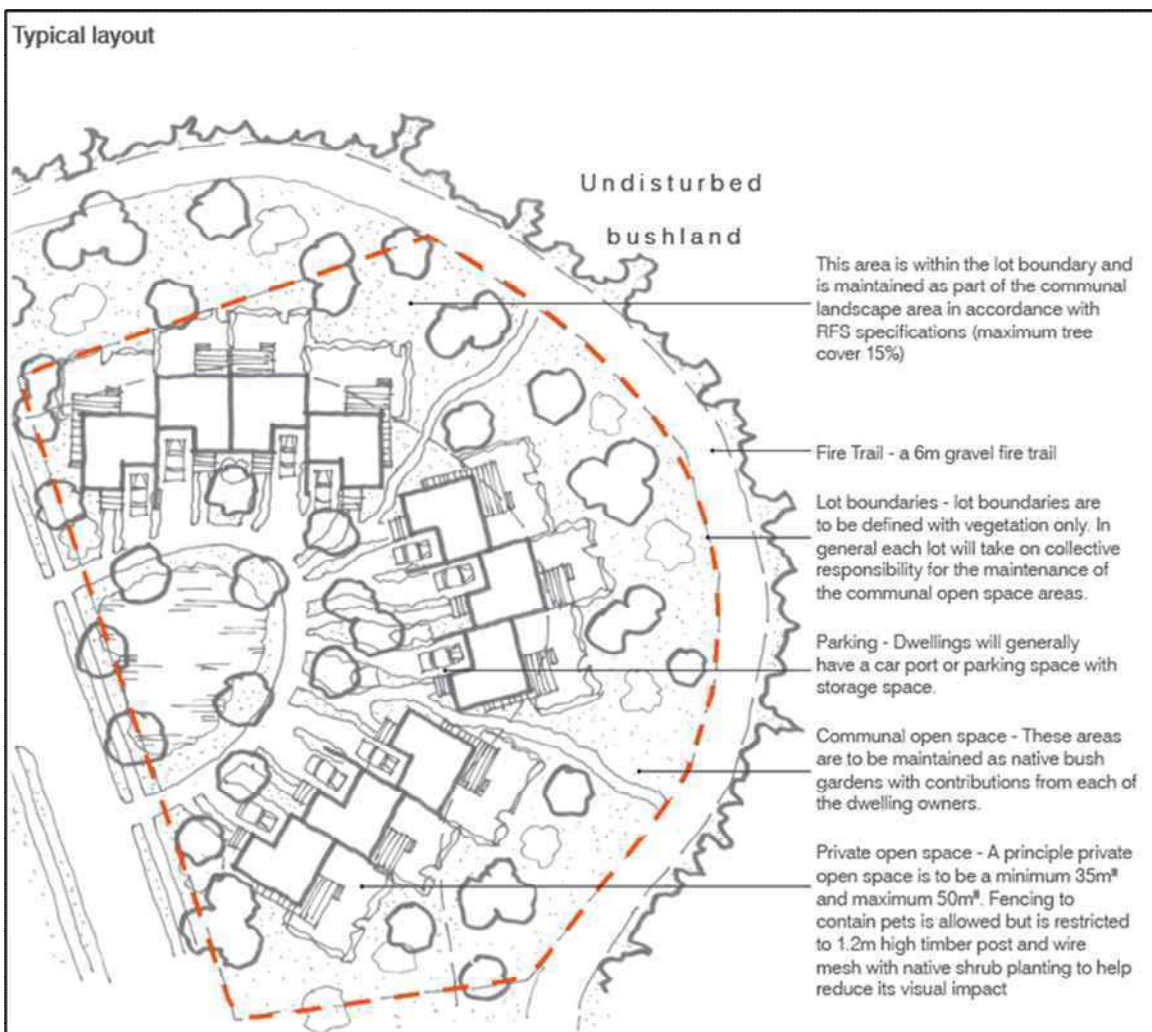 Typical layout
Undisturbed
bushland
This area is within the lot boundary and
is maintained as part of the communal
landscape area in accordance with
RFS specifications (maximum tree
cover 15%)
Fire Trail - a 6m gravel fire trail
Lot boundaries - lot boundaries are
to be defined with vegetation only. In
general each lot will take on collective
responsibility for the maintenance of
the communal open space areas.
Parking - Dwellings will generally
have a car port or parking space with
storage space.
Communal open space - These areas
are to be maintained as native bush
gardens with contributions from each of
the dwelling owners.
Private open space - A principle private
open space is to be a minimum 35m²
and maximum 50m². Fencing to
contain pets is allowed but is restricted
to 1.2m high timber post and wire
mesh with native shrub planting to help
reduce its visual impact